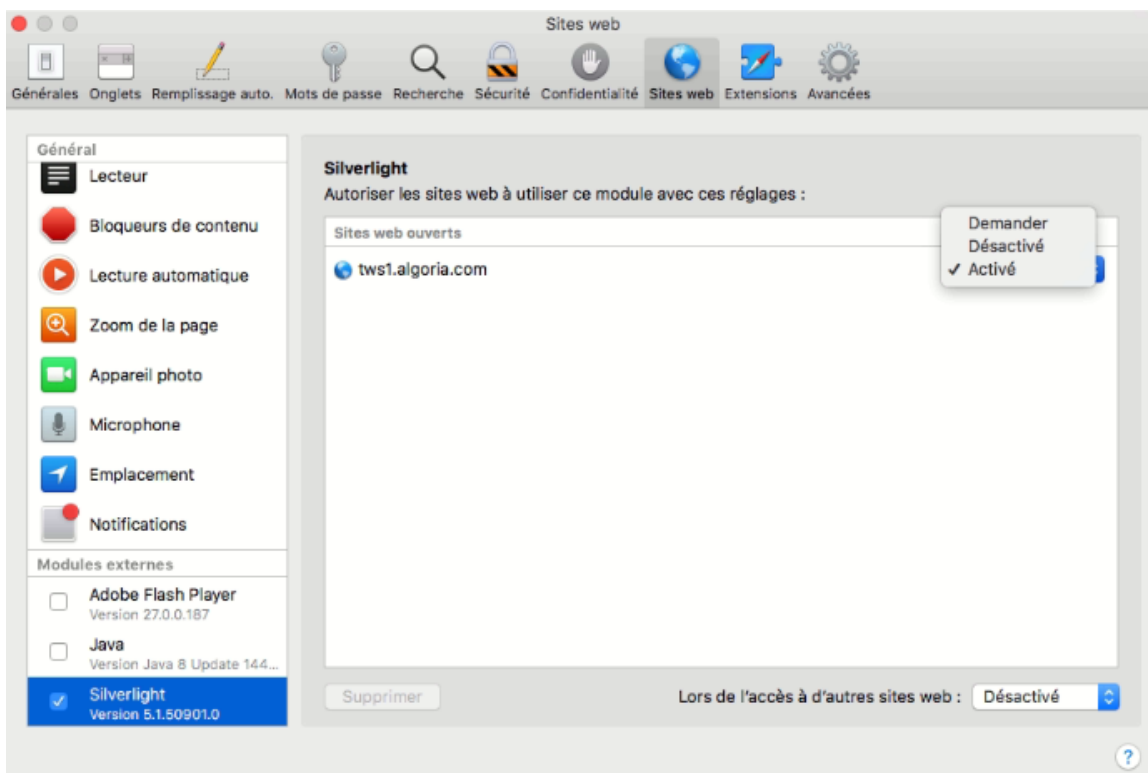 Sites web
Générales Onglets Remplissage auto. Mots de passe Recherche Sécurité Confidentialité Sites web Extensions Avancées
Général
Lecteur
Bloqueurs de contenu
Lecture automatique
Zoom de la page
Appareil photo
Microphone
Emplacement
Notifications
Modules externes
Adobe Flash Player
Version 27.0.0.187
Java
Version Java 8 Update 144...
Silverlight
Version 5.1.50901.0
Silverlight
Autoriser les sites web à utiliser ce module avec ces réglages :
Sites web ouverts
tws1.algoria.com
Demander
Désactivé
✓ Activé
Supprimer
Lors de l'accès à d'autres sites web : Désactivé
?